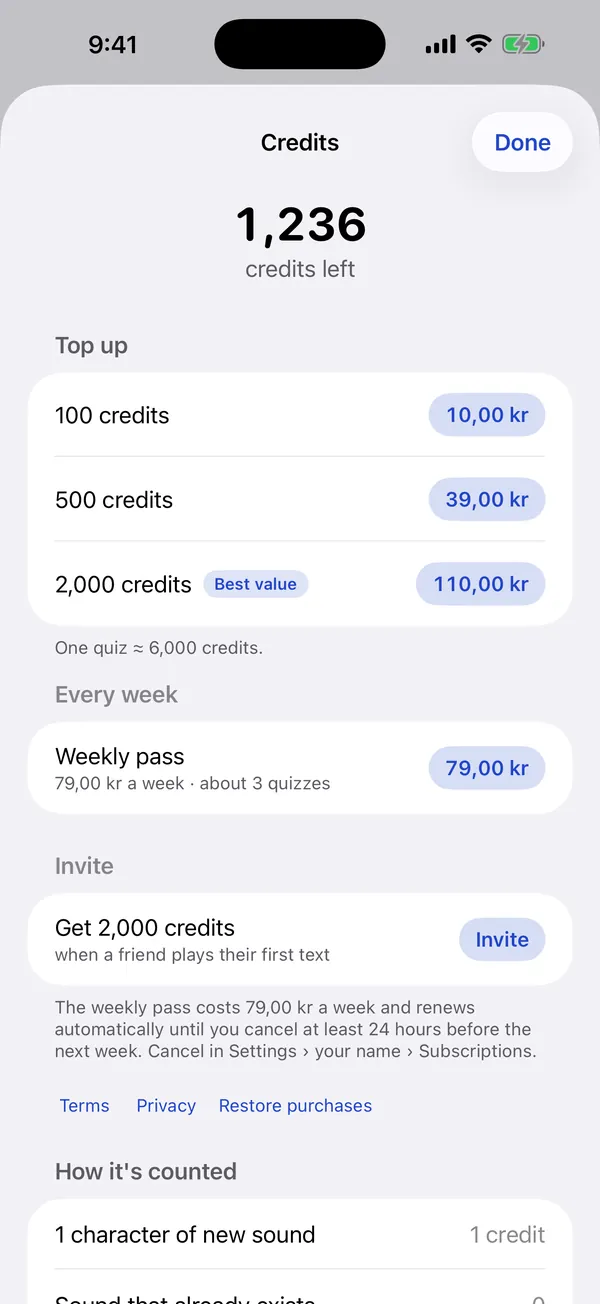 9:41
Credits
Done
1,236
credits left
Top up
100 credits
10,00 kr
500 credits
39,00 kr
2,000 credits
Best value
110,00 kr
One quiz ≈ 6,000 credits.
Every week
Weekly pass
79,00 kr a week · about 3 quizzes
79,00 kr
Invite
Get 2,000 credits
when a friend plays their first text
Invite
The weekly pass costs 79,00 kr a week and renews
automatically until you cancel at least 24 hours before the
next week. Cancel in Settings › your name › Subscriptions.
Terms Privacy Restore purchases
How it's counted
1 character of new sound
1 credit
Sound that already exists
0